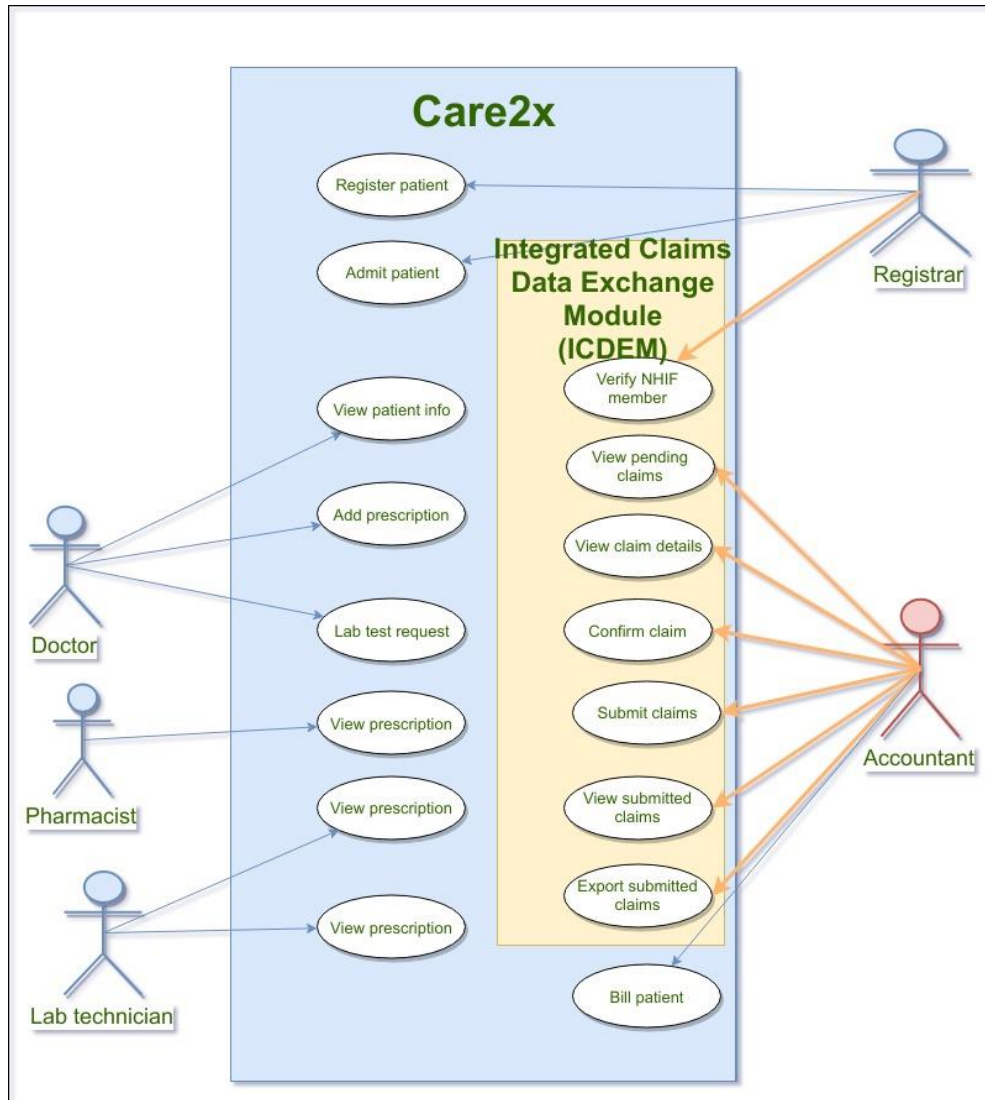 Care2x
Register patient
Admit patient
Registrar
Integrated Claims
Data Exchange
Module
(ICDEM)
Verify NHIF
member
View patient info
View pending
claims
Add prescription
View claim details
Doctor
Lab test request
Confirm claim
View prescription
Submit claims
Accountant
Pharmacist
View prescription
View submitted
claims
Export submitted
claims
View prescription
Lab technician
Bill patient